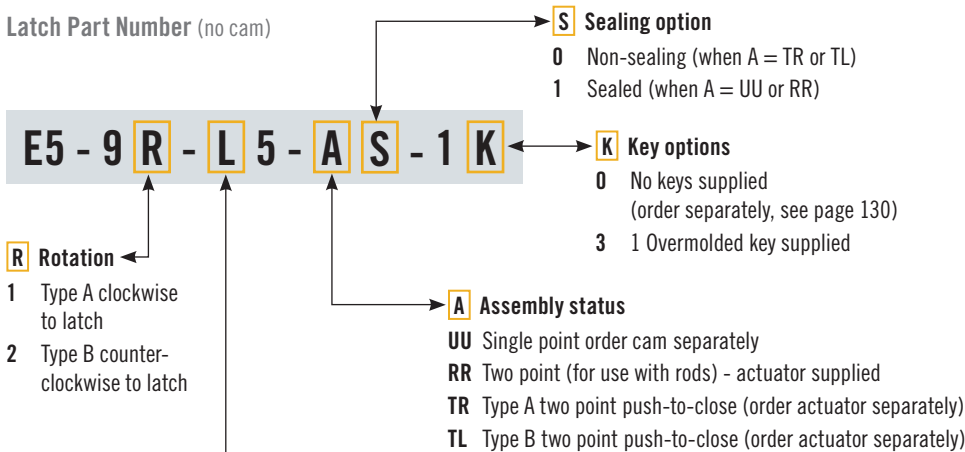 Latch Part Number (no cam)
E5 - 9 R - L 5 - A S - 1 K
S Sealing option
0 Non-sealing (when A = TR or TL)
1 Sealed (when A = UU or RR)
K Key options
0 No keys supplied
(order separately, see page 130)
3 1 Overmolded key supplied
R Rotation
1 Type A clockwise
to latch
2 Type B counter-
clockwise to latch
A Assembly status
UU Single point order cam separately
RR Two point (for use with rods) - actuator supplied
TR Type A two point push-to-close (order actuator separately)
TL Type B two point push-to-close (order actuator separately)